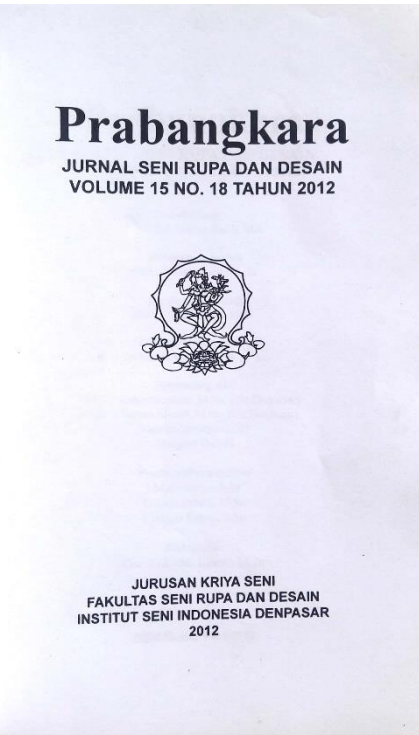 Prabangkara
JURNAL SENI RUPA DAN DESAIN
VOLUME 15 NO. 18 TAHUN 2012
JURUSAN KRIYA SENI
FAKULTAS SENI RUPA DAN DESAIN
INSTITUT SENI INDONESIA DENPASAR
2012